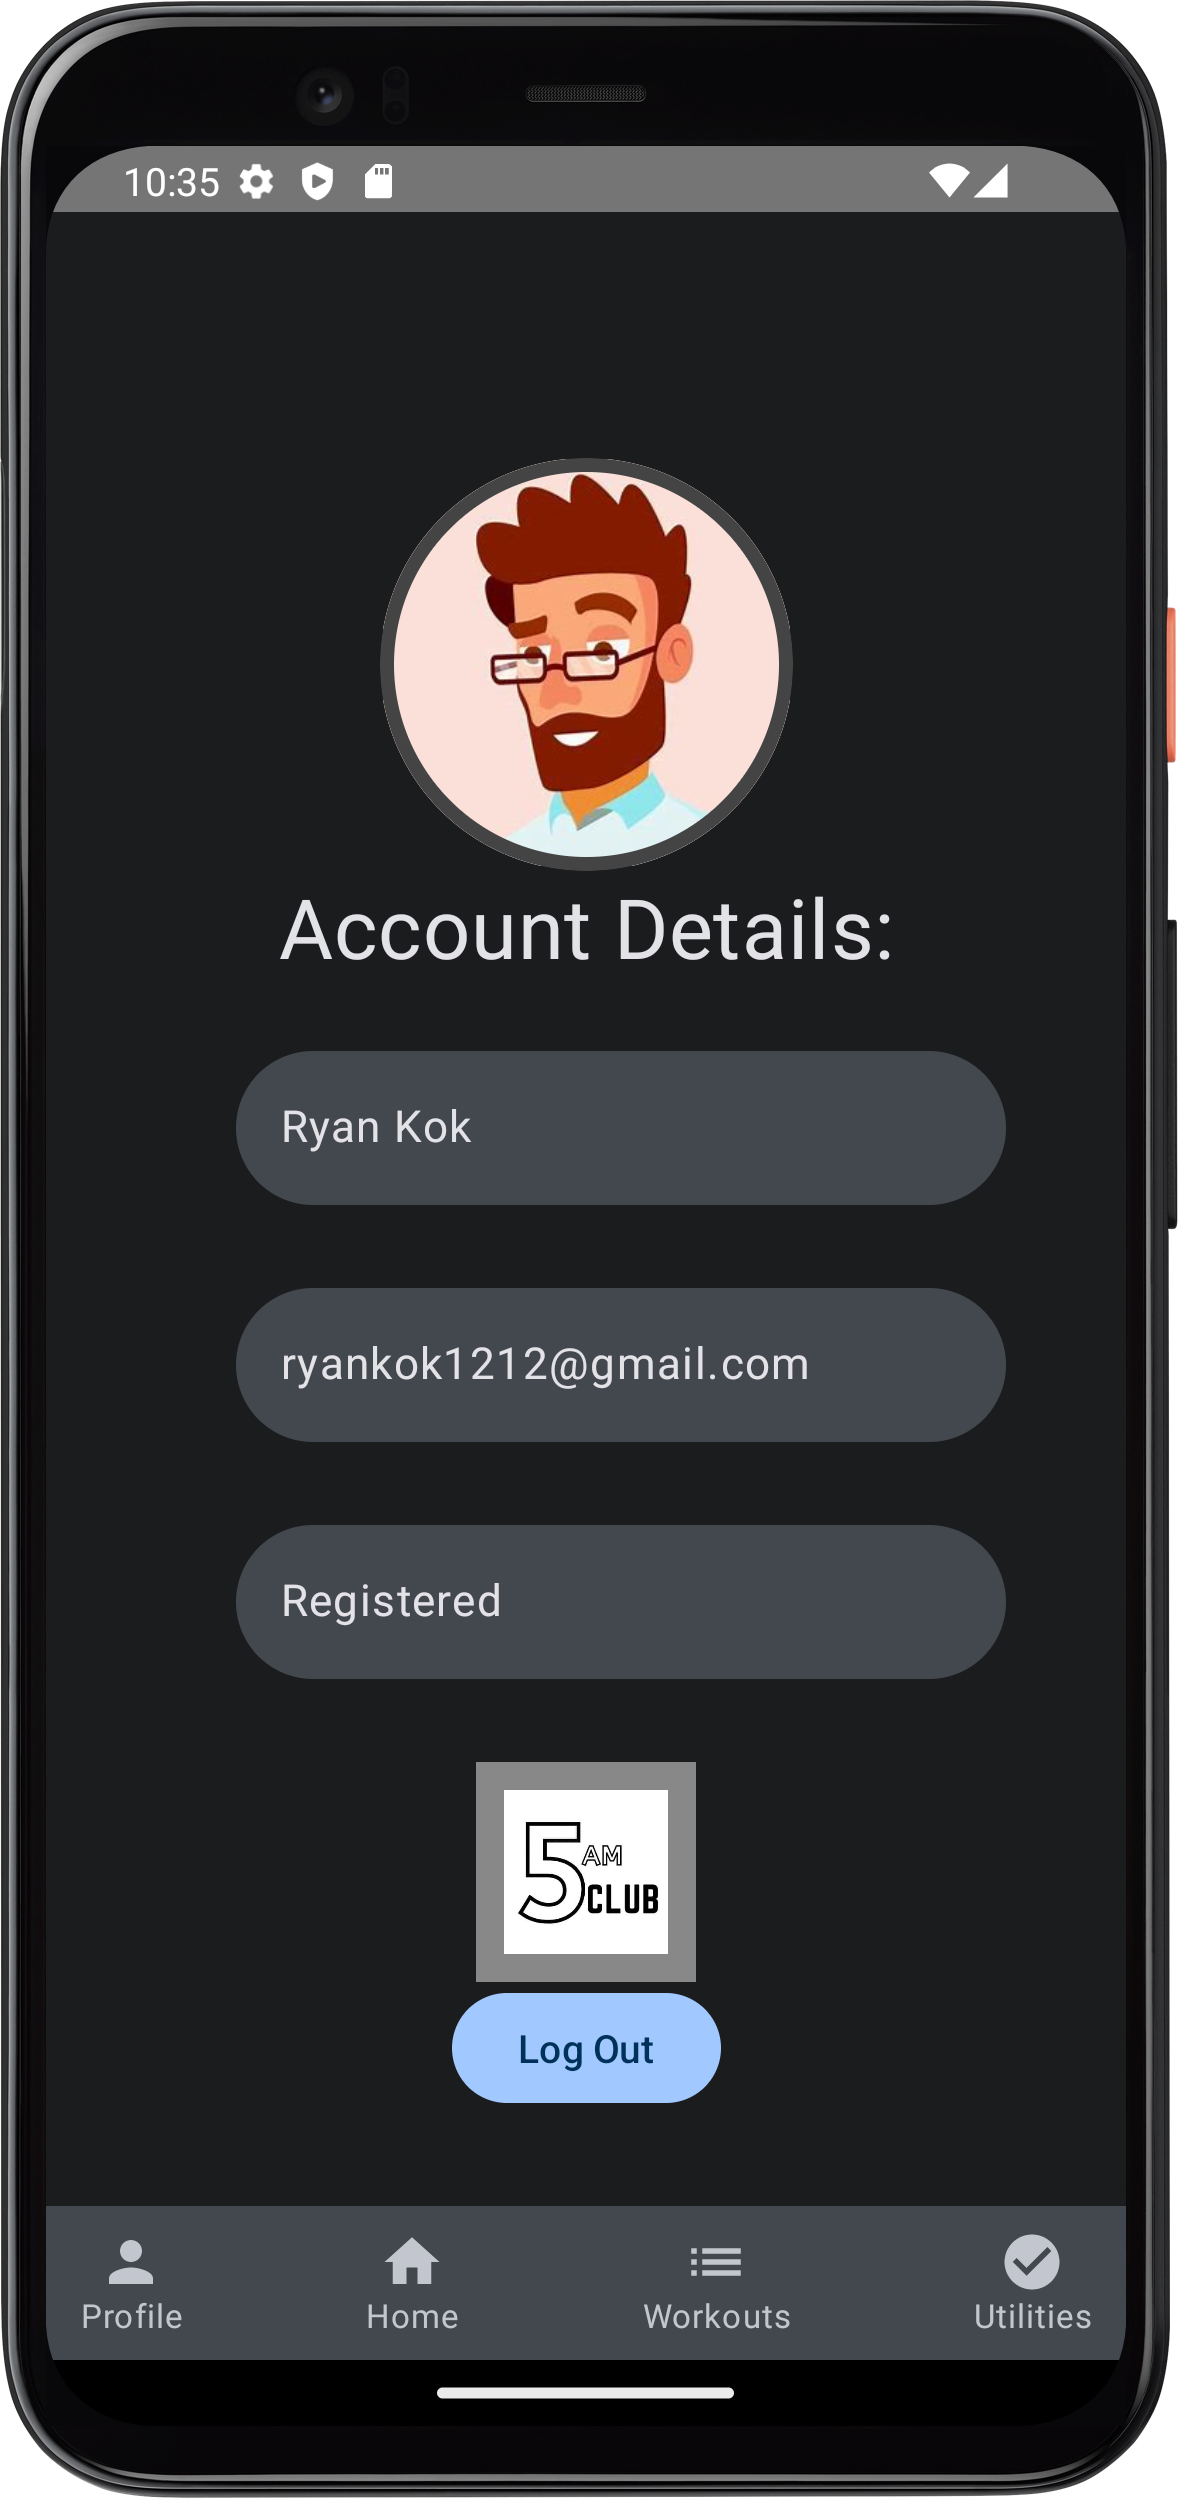 10:35
Account Details:
Ryan Kok
ryankok1212@gmail.com
Registered
5 AM
CLUB
Log Out
Profile Home Workouts Utilities